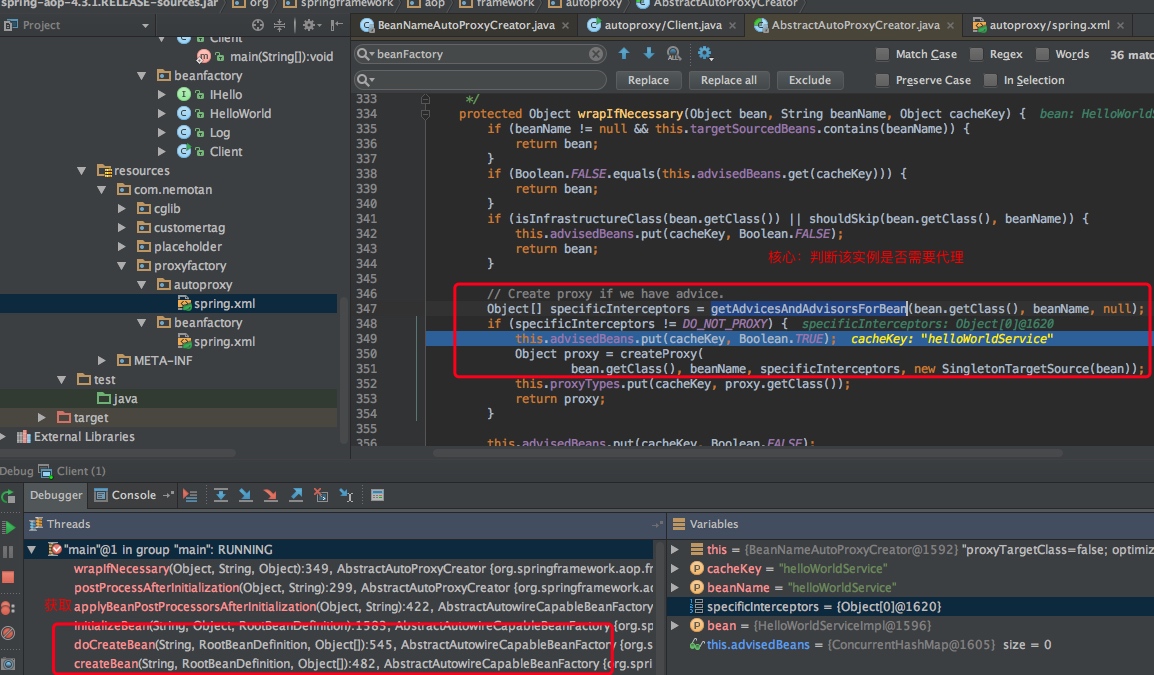 spring-aop-4.3.1.RELEASE-sources.jar org springframework aop framework autoproxy AbstractAutoProxyCreator
Project
BeanNameAutoProxyCreator.java autoproxy/Client.java AbstractAutoProxyCreator.java autoproxy/spring.xml
Client
main(String[]):void
beanfactory
IHello
HelloWorld
Log
Client
resources
com.nemotan
cglib
customertag
placeholder
proxyfactory
autoproxy
spring.xml
beanfactory
spring.xml
META-INF
test
java
target
External Libraries
beanFactory Match Case Regex Words 36 matc
Replace Replace all Exclude Preserve Case In Selection
333 */
334 protected Object wrapIfNecessary(Object bean, String beanName, Object cacheKey) { bean: HelloWorldS
335 if (beanName != null && this.targetSourcedBeans.contains(beanName)) {
336 return bean;
337 }
338 if (Boolean.FALSE.equals(this.advisedBeans.get(cacheKey))) {
339 return bean;
340 }
341 if (isInfrastructureClass(bean.getClass()) || shouldSkip(bean.getClass(), beanName)) {
342 this.advisedBeans.put(cacheKey, Boolean.FALSE);
343 return bean;
核心：判断该实例是否需要代理
344 }
345
346 // Create proxy if we have advice.
347 Object[] specificInterceptors = getAdvicesAndAdvisorsForBean(bean.getClass(), beanName, null);
348 if (specificInterceptors != DO_NOT_PROXY) { specificInterceptors: Object[0]@1620
349 this.advisedBeans.put(cacheKey, Boolean.TRUE); cacheKey: "helloWorldService"
350 Object proxy = createProxy(
351 bean.getClass(), beanName, specificInterceptors, new SingletonTargetSource(bean));
352 this.proxyTypes.put(cacheKey, proxy.getClass());
353 return proxy;
354 }
355
356 this.advisedBeans.put(cacheKey, Boolean.FALSE);
Debug Client (1)
Debugger Console
Threads
"main"@1 in group "main": RUNNING
wrapIfNecessary(Object, String, Object):349, AbstractAutoProxyCreator {org.springframework.aop.fr
postProcessAfterInitialization(Object, String):299, AbstractAutoProxyCreator {org.springframework.ao
获取 applyBeanPostProcessorsAfterInitialization(Object, String):422, AbstractAutowireCapableBeanFactory
initializeBean(String, Object, RootBeanDefinition):1583, AbstractAutowireCapableBeanFactory {org.s
doCreateBean(String, RootBeanDefinition, Object[]):545, AbstractAutowireCapableBeanFactory {org.s
createBean(String, RootBeanDefinition, Object[]):482, AbstractAutowireCapableBeanFactory {org.spri
Variables
this = {BeanNameAutoProxyCreator@1592} "proxyTargetClass=false; optimiz
cacheKey = "helloWorldService"
beanName = "helloWorldService"
specificInterceptors = {Object[0]@1620}
bean = {HelloWorldServiceImpl@1596}
this.advisedBeans = {ConcurrentHashMap@1605} size = 0